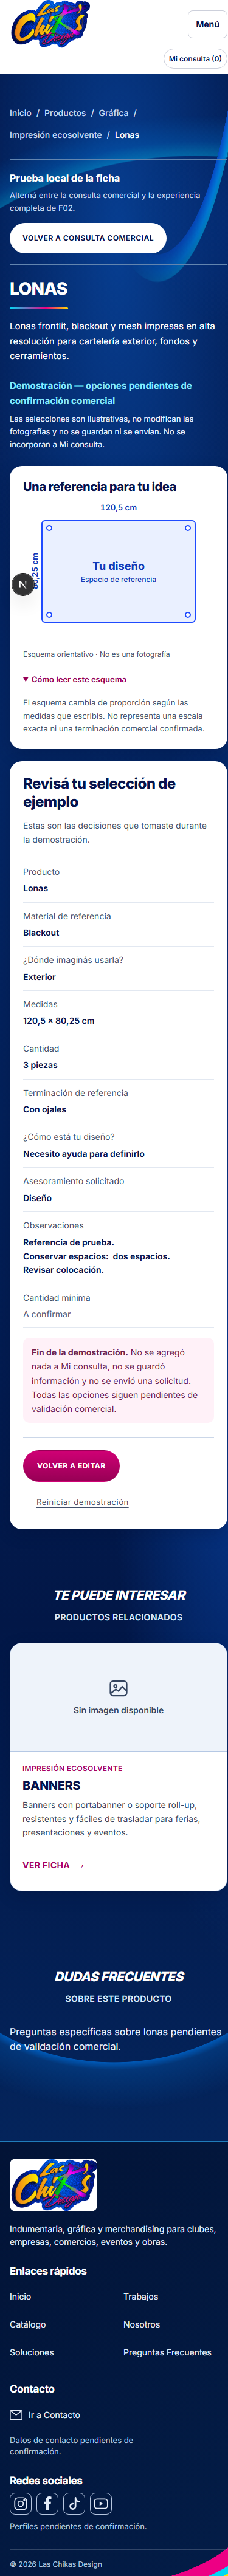 Las
Chikas
Design
Menú
Mi consulta (0)
Inicio / Productos / Gráfica /
Impresión ecosolvente / Lonas
Prueba local de la ficha
Alterná entre la consulta comercial y la experiencia
completa de F02.
VOLVER A CONSULTA COMERCIAL
LONAS
Lonas frontlit, blackout y mesh impresas en alta
resolución para cartelería exterior, fondos y
cerramientos.
Demostración — opciones pendientes de
confirmación comercial
Las selecciones son ilustrativas, no modifican las
fotografías y no se guardan ni se envían. No se
incorporan a Mi consulta.
Una referencia para tu idea
120,5 cm
80,25 cm
N
Tu diseño
Espacio de referencia
Esquema orientativo · No es una fotografía
▼ Cómo leer este esquema
El esquema cambia de proporción según las
medidas que escribís. No representa una escala
exacta ni una terminación comercial confirmada.
Revisá tu selección de
ejemplo
Estas son las decisiones que tomaste durante
la demostración.
Producto
Lonas
Material de referencia
Blackout
¿Dónde imaginás usarla?
Exterior
Medidas
120,5 × 80,25 cm
Cantidad
3 piezas
Terminación de referencia
Con ojales
¿Cómo está tu diseño?
Necesito ayuda para definirlo
Asesoramiento solicitado
Diseño
Observaciones
Referencia de prueba.
Conservar espacios:  dos espacios.
Revisar colocación.
Cantidad mínima
A confirmar
Fin de la demostración. No se agregó
nada a Mi consulta, no se guardó
información y no se envió una solicitud.
Todas las opciones siguen pendientes de
validación comercial.
VOLVER A EDITAR
Reiniciar demostración
TE PUEDE INTERESAR
PRODUCTOS RELACIONADOS
Sin imagen disponible
IMPRESIÓN ECOSOLVENTE
BANNERS
Banners con portabanner o soporte roll-up,
resistentes y fáciles de trasladar para ferias,
presentaciones y eventos.
VER FICHA →
DUDAS FRECUENTES
SOBRE ESTE PRODUCTO
Preguntas específicas sobre lonas pendientes
de validación comercial.
Las
Chikas
Design
Indumentaria, gráfica y merchandising para clubes,
empresas, comercios, eventos y obras.
Enlaces rápidos
Inicio
Trabajos
Catálogo
Nosotros
Soluciones
Preguntas Frecuentes
Contacto
Ir a Contacto
Datos de contacto pendientes de
confirmación.
Redes sociales
Perfiles pendientes de confirmación.
© 2026 Las Chikas Design